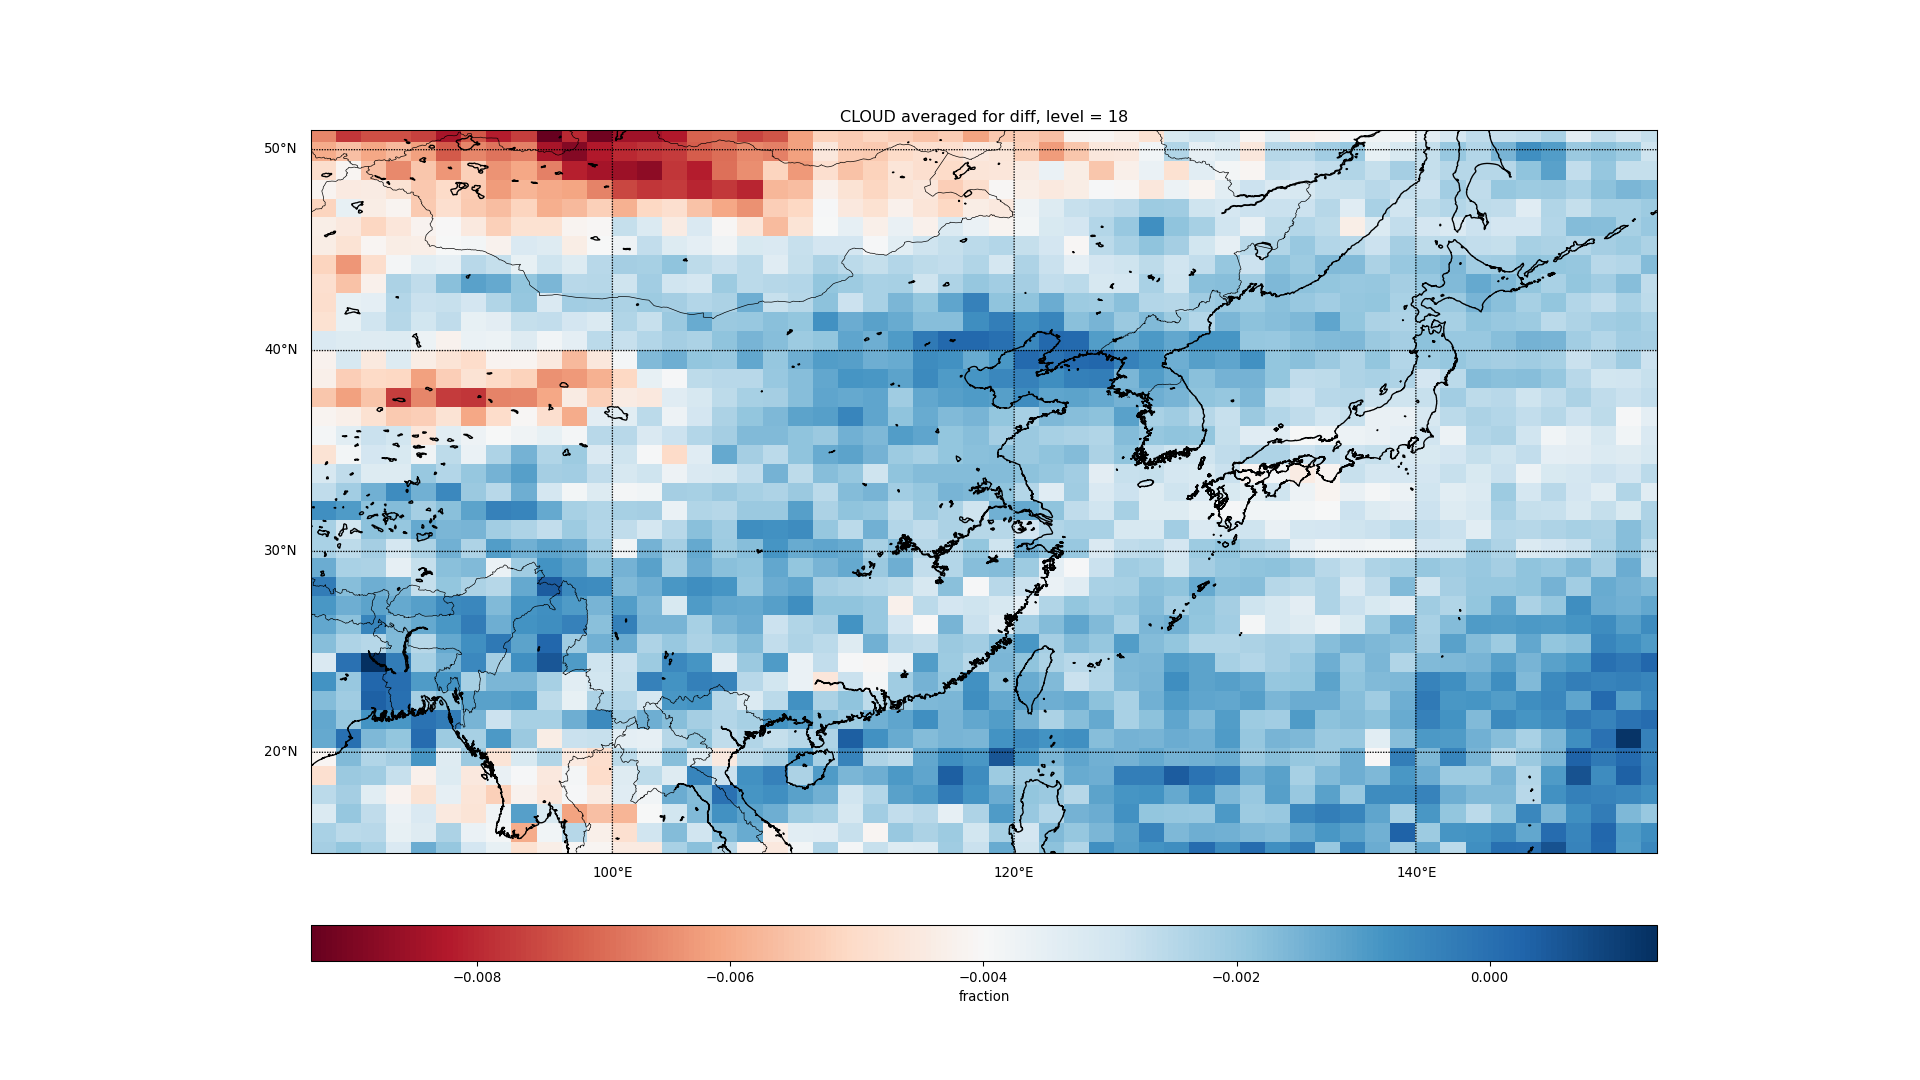 CLOUD averaged for diff, level = 18
50°N
40°N
30°N
20°N
100°E 120°E 140°E
−0.008 −0.006 −0.004 −0.002 0.000
fraction